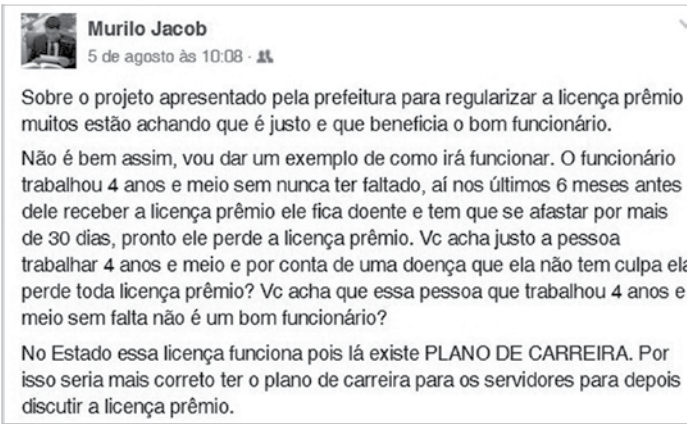 Murilo Jacob
5 de agosto às 10:08 ·
Sobre o projeto apresentado pela prefeitura para regularizar a licença prêmio
muitos estão achando que é justo e que beneficia o bom funcionário.
Não é bem assim, vou dar um exemplo de como irá funcionar. O funcionário
trabalhou 4 anos e meio sem nunca ter faltado, aí nos últimos 6 meses antes
dele receber a licença prêmio ele fica doente e tem que se afastar por mais
de 30 dias, pronto ele perde a licença prêmio. Vc acha justo a pessoa
trabalhar 4 anos e meio e por conta de uma doença que ela não tem culpa ela
perde toda licença prêmio? Vc acha que essa pessoa que trabalhou 4 anos e
meio sem falta não é um bom funcionário?
No Estado essa licença funciona pois lá existe PLANO DE CARREIRA. Por
isso seria mais correto ter o plano de carreira para os servidores para depois
discutir a licença prêmio.